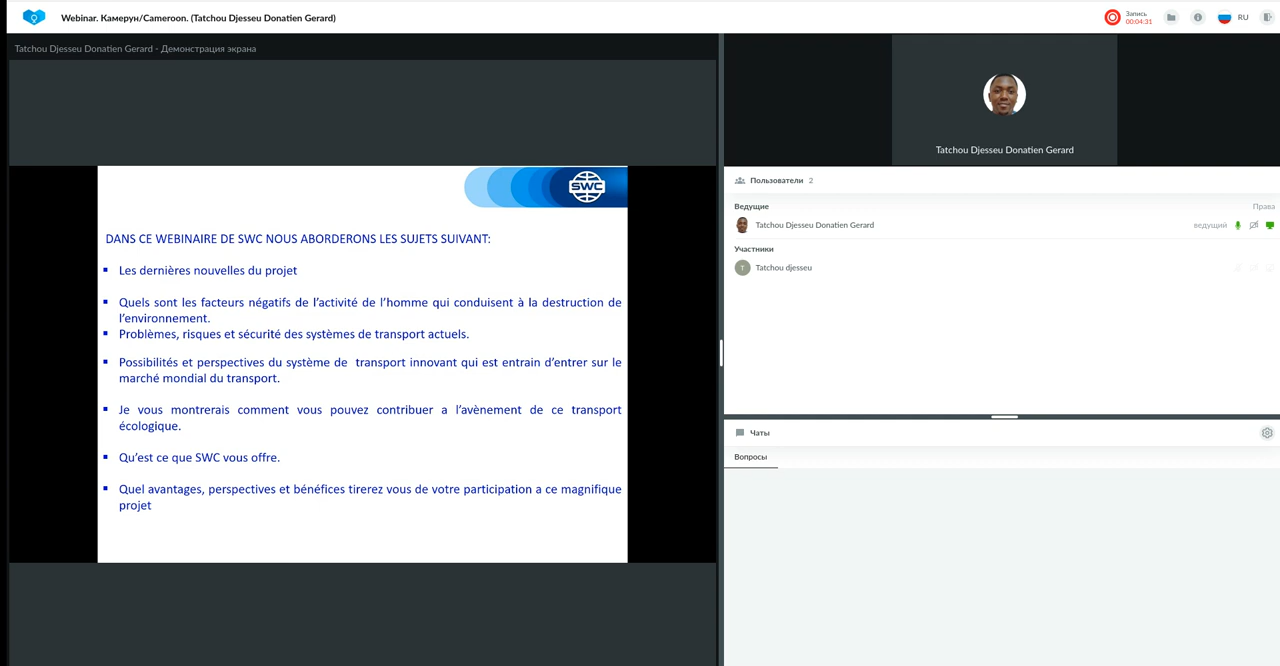 Webinar. Камерун/Cameroon. (Tatchou Djesseu Donatien Gerard)
Запись
00:04:31
RU
Tatchou Djesseu Donatien Gerard - Демонстрация экрана
SWC
DANS CE WEBINAIRE DE SWC NOUS ABORDERONS LES SUJETS SUIVANT:
▪ Les dernières nouvelles du projet
▪ Quels sont les facteurs négatifs de l'activité de l'homme qui conduisent à la destruction de
l'environnement.
▪ Problèmes, risques et sécurité des systèmes de transport actuels.
▪ Possibilités et perspectives du système de transport innovant qui est entrain d'entrer sur le
marché mondial du transport.
▪ Je vous montrerais comment vous pouvez contribuer a l'avènement de ce transport
écologique.
▪ Qu'est ce que SWC vous offre.
▪ Quel avantages, perspectives et bénéfices tirerez vous de votre participation a ce magnifique
projet
Tatchou Djesseu Donatien Gerard
Пользователи 2
Ведущие Права
Tatchou Djesseu Donatien Gerard ведущий
Участники
T Tatchou djesseu
Чаты
Вопросы